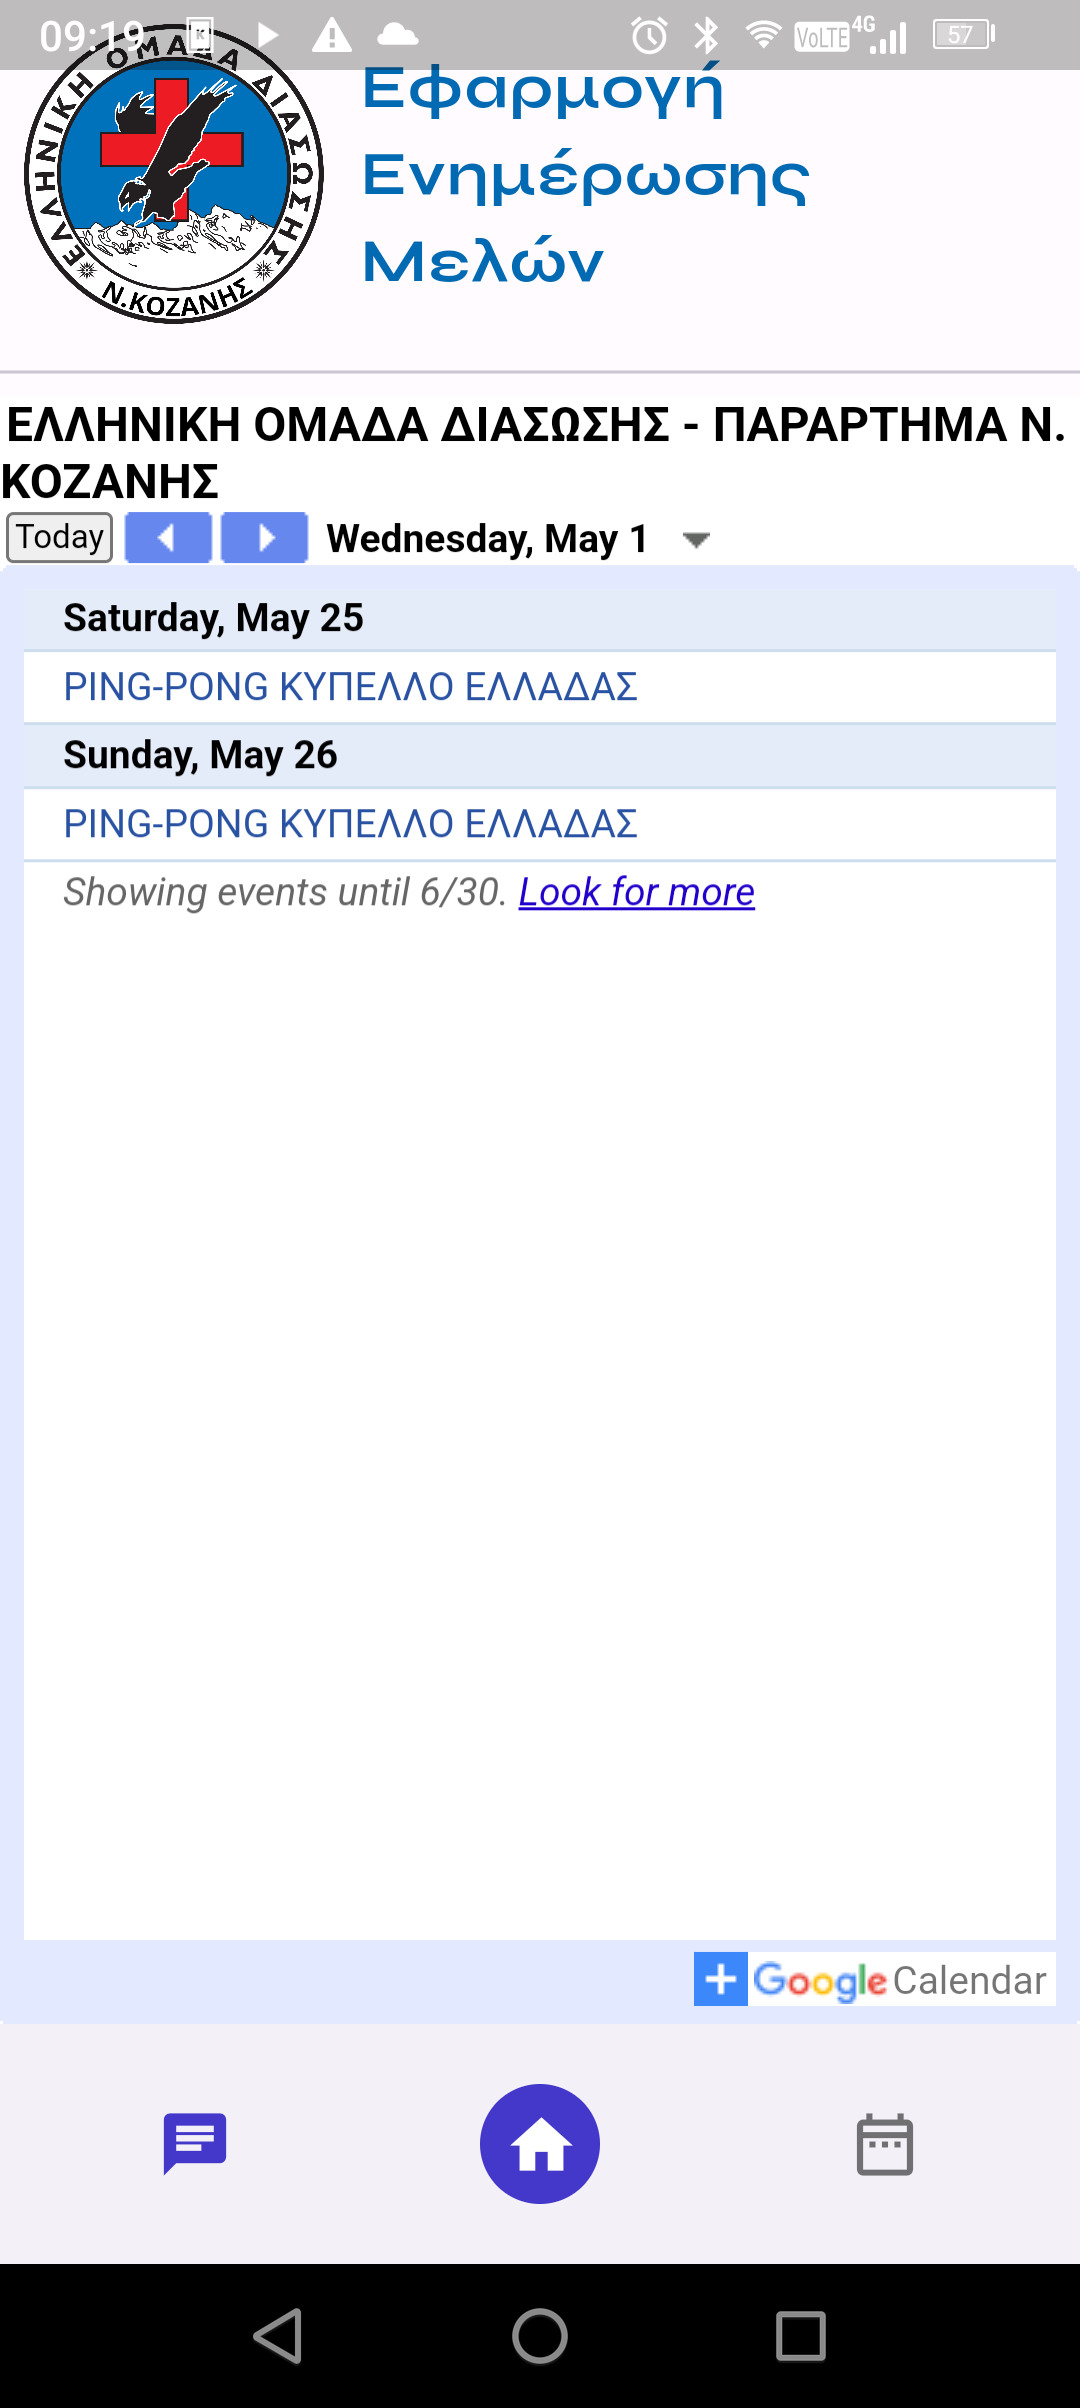 09:19
VoLTE
4G
57
ΕΛΛΗΝΙΚΗ ΟΜΑΔΑ ΔΙΑΣΩΣΗΣ
Ν.ΚΟΖΑΝΗΣ
Εφαρμογή
Ενημέρωσης
Μελών
ΕΛΛΗΝΙΚΗ ΟΜΑΔΑ ΔΙΑΣΩΣΗΣ - ΠΑΡΑΡΤΗΜΑ Ν.
ΚΟΖΑΝΗΣ
Today
Wednesday, May 1
Saturday, May 25
PING-PONG ΚΥΠΕΛΛΟ ΕΛΛΑΔΑΣ
Sunday, May 26
PING-PONG ΚΥΠΕΛΛΟ ΕΛΛΑΔΑΣ
Showing events until 6/30. Look for more
Google Calendar